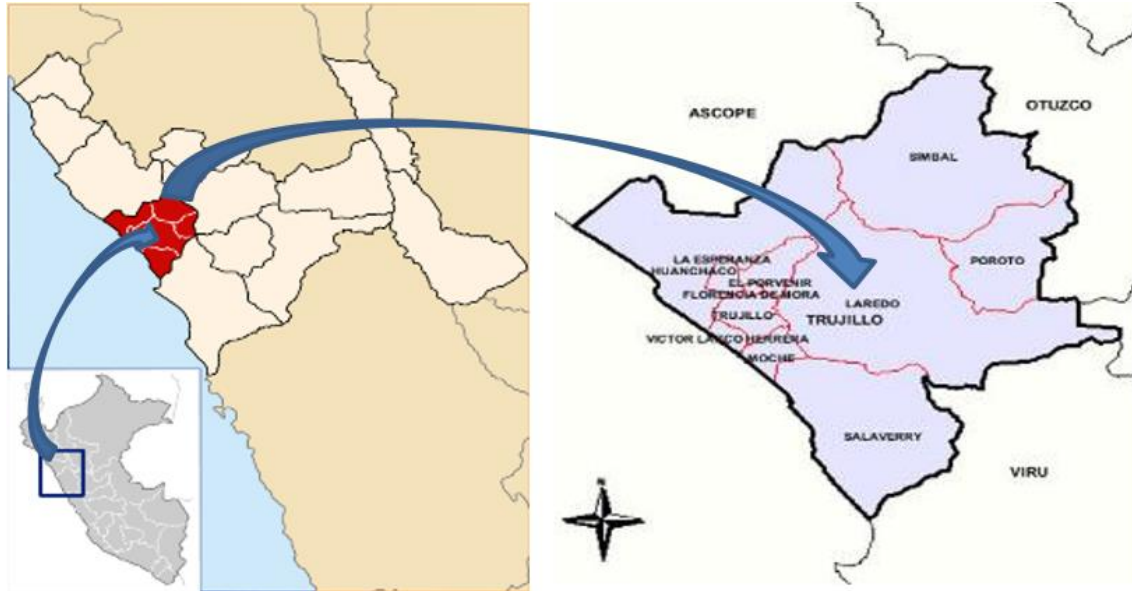 ASCOPE
OTUZCO
SIMBAL
LA ESPERANZA
HUANCHACO
POROTO
EL PORVENIR
FLORENCIA DE MORA
LAREDO
TRUJILLO
TRUJILLO
VICTOR LARCO HERRERA
MOCHE
SALAVERRY
VIRU
N